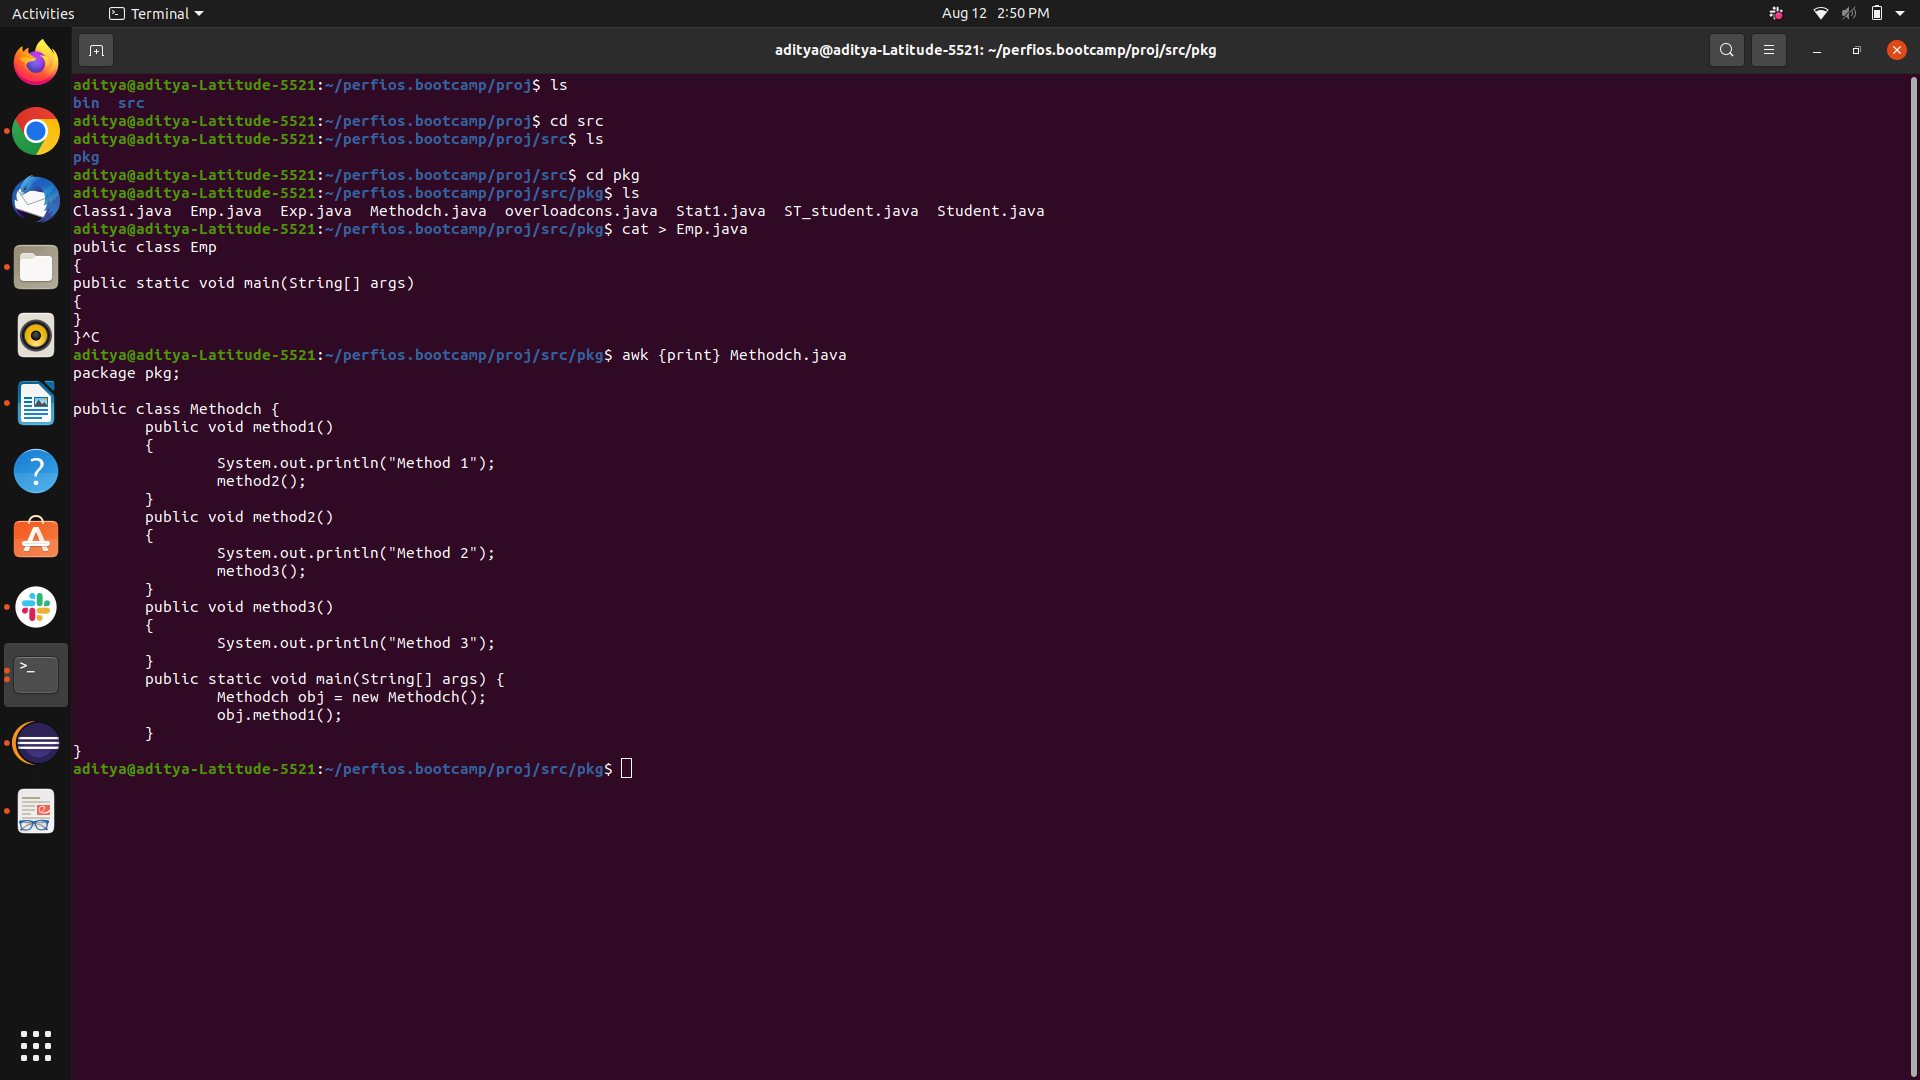 Activities Terminal Aug 12 2:50 PM
aditya@aditya-Latitude-5521: ~/perfios.bootcamp/proj/src/pkg
aditya@aditya-Latitude-5521:~/perfios.bootcamp/proj$ ls
bin  src
aditya@aditya-Latitude-5521:~/perfios.bootcamp/proj$ cd src
aditya@aditya-Latitude-5521:~/perfios.bootcamp/proj/src$ ls
pkg
aditya@aditya-Latitude-5521:~/perfios.bootcamp/proj/src$ cd pkg
aditya@aditya-Latitude-5521:~/perfios.bootcamp/proj/src/pkg$ ls
Class1.java  Emp.java  Exp.java  Methodch.java  overloadcons.java  Stat1.java  ST_student.java  Student.java
aditya@aditya-Latitude-5521:~/perfios.bootcamp/proj/src/pkg$ cat > Emp.java
public class Emp
{
public static void main(String[] args)
{
}
}^C
aditya@aditya-Latitude-5521:~/perfios.bootcamp/proj/src/pkg$ awk {print} Methodch.java
package pkg;

public class Methodch {
        public void method1()
        {
                System.out.println("Method 1");
                method2();
        }
        public void method2()
        {
                System.out.println("Method 2");
                method3();
        }
        public void method3()
        {
                System.out.println("Method 3");
        }
        public static void main(String[] args) {
                Methodch obj = new Methodch();
                obj.method1();
        }
}
aditya@aditya-Latitude-5521:~/perfios.bootcamp/proj/src/pkg$